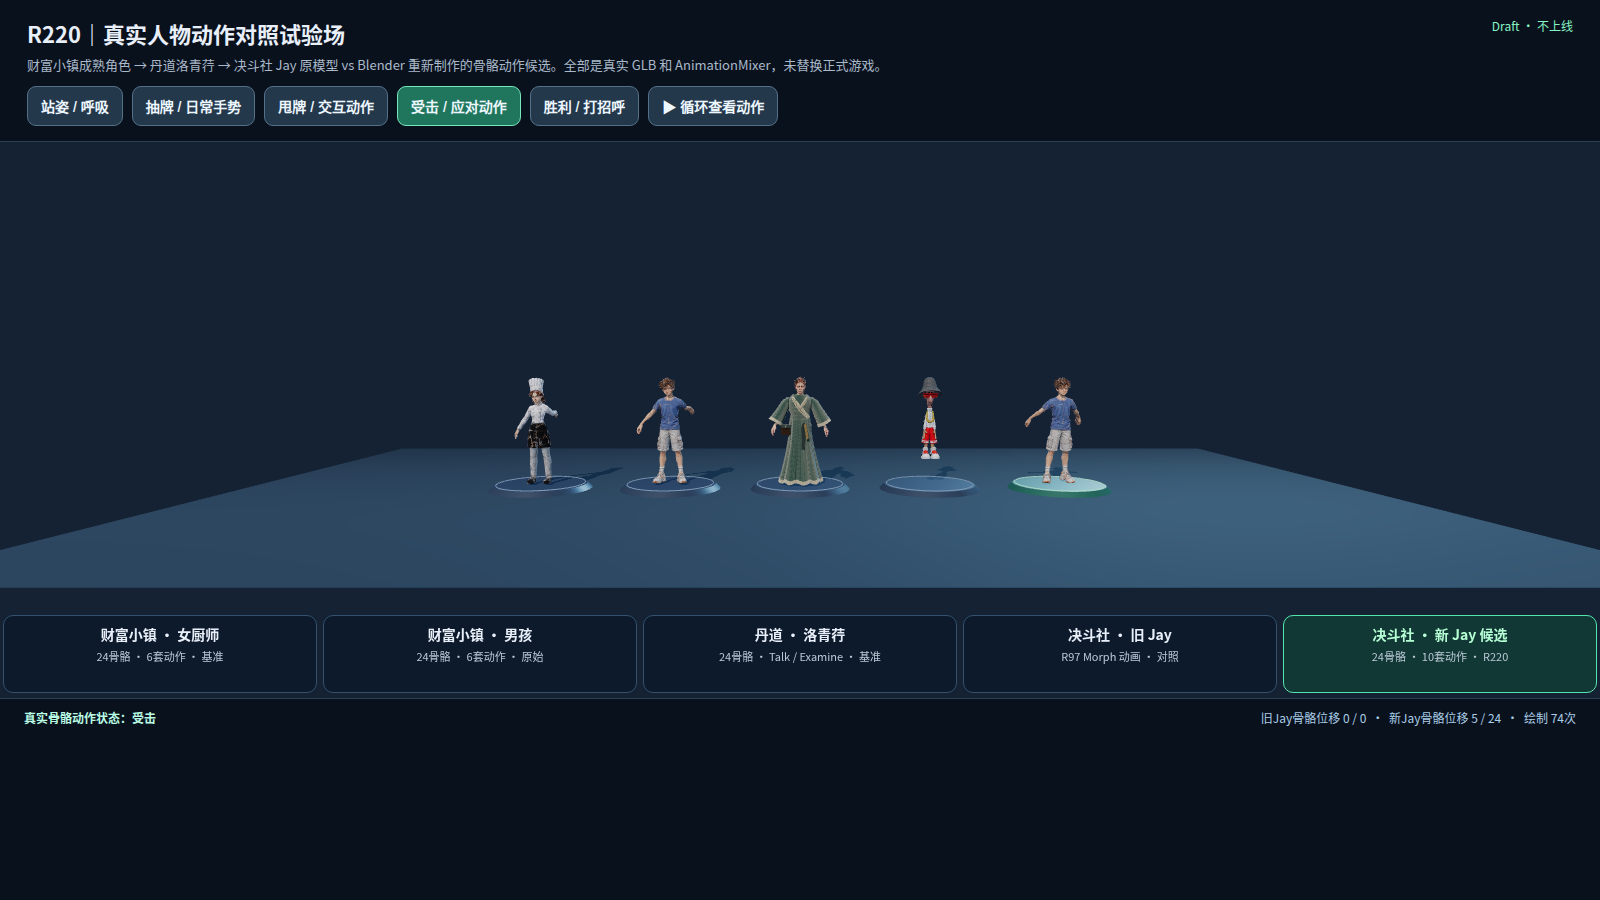 R220｜真实人物动作对照试验场
Draft · 不上线
财富小镇成熟角色 → 丹道洛青荇 → 决斗社 Jay 原模型 vs Blender 重新制作的骨骼动作候选。全部是真实 GLB 和 AnimationMixer，未替换正式游戏。
站姿 / 呼吸
抽牌 / 日常手势
甩牌 / 交互动作
受击 / 应对动作
胜利 / 打招呼
▶ 循环查看动作
财富小镇 · 女厨师
24骨骼 · 6套动作 · 基准
财富小镇 · 男孩
24骨骼 · 6套动作 · 原始
丹道 · 洛青荇
24骨骼 · Talk / Examine · 基准
决斗社 · 旧 Jay
R97 Morph 动画 · 对照
决斗社 · 新 Jay 候选
24骨骼 · 10套动作 · R220
真实骨骼动作状态：受击
旧Jay骨骼位移 0 / 0 · 新Jay骨骼位移 5 / 24 · 绘制 74次